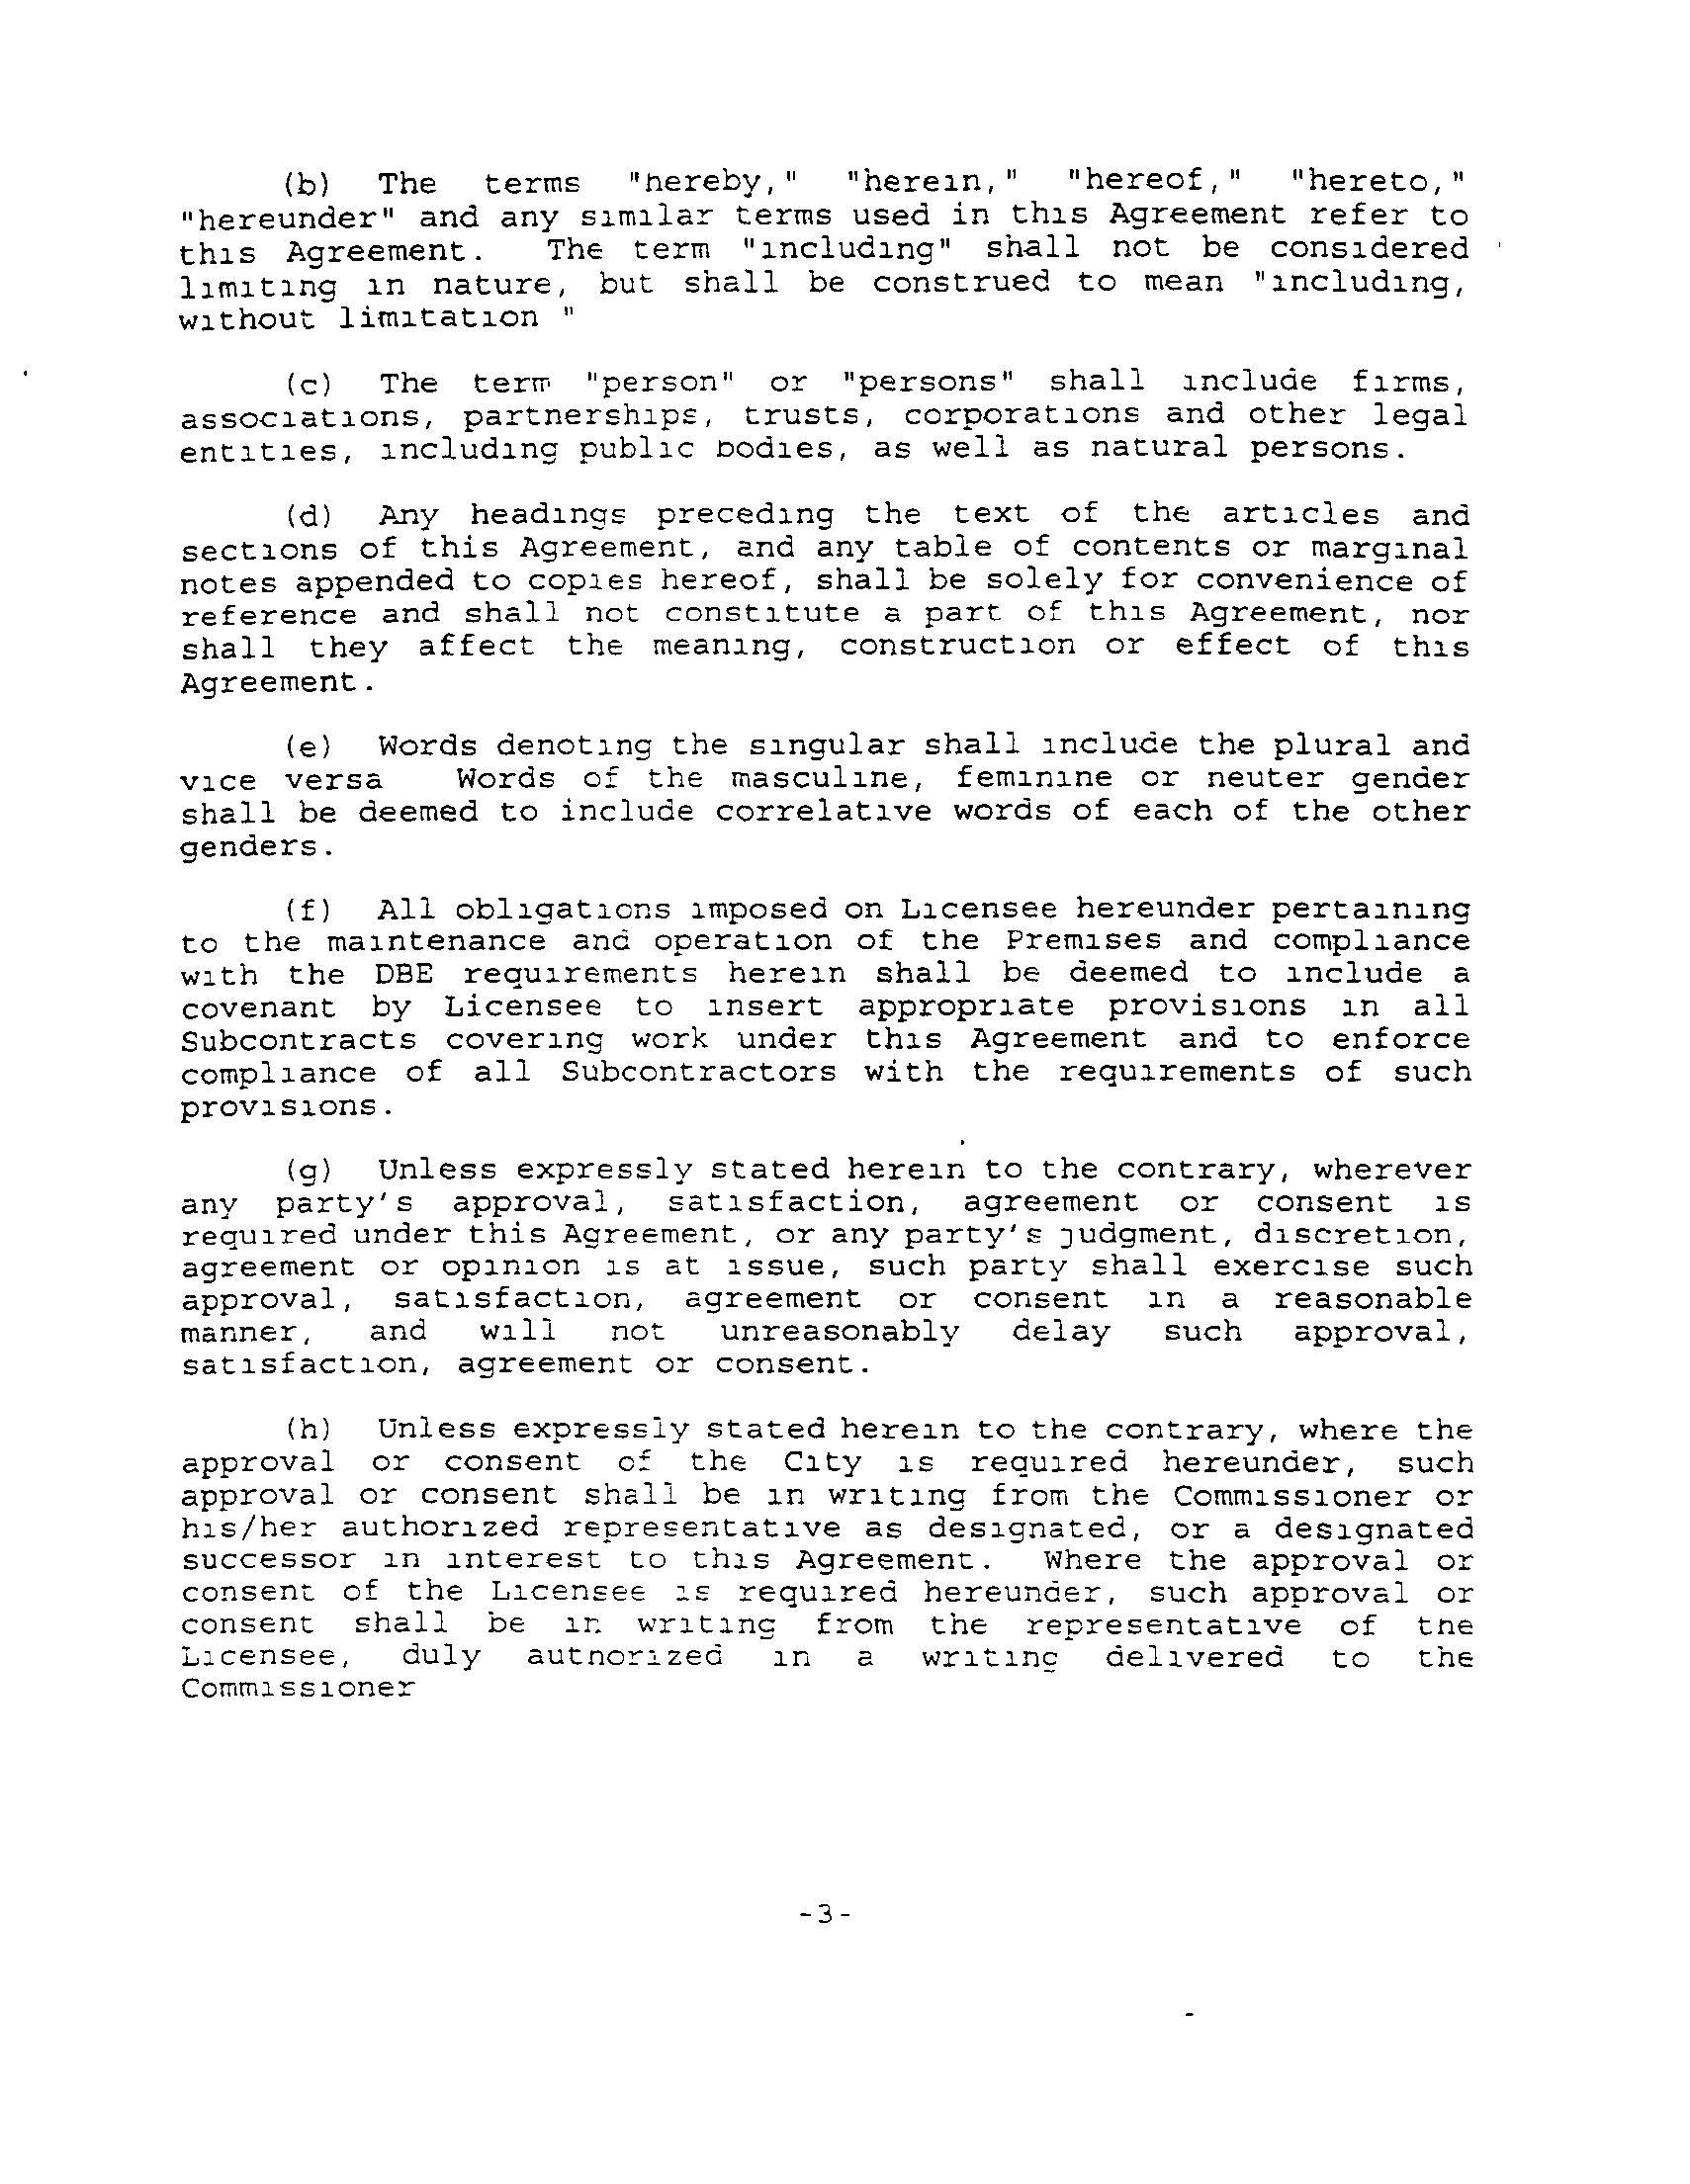 (b) The terms "hereby," "herein," "hereof," "hereto,"
"hereunder" and any similar terms used in this Agreement refer to
this Agreement. The term "including" shall not be considered
limiting in nature, but shall be construed to mean "including,
without limitation "
(c) The term "person" or "persons" shall include firms,
associations, partnerships, trusts, corporations and other legal
entities, including public bodies, as well as natural persons.
(d) Any headings preceding the text of the articles and
sections of this Agreement, and any table of contents or marginal
notes appended to copies hereof, shall be solely for convenience of
reference and shall not constitute a part of this Agreement, nor
shall they affect the meaning, construction or effect of this
Agreement.
(e) Words denoting the singular shall include the plural and
vice versa Words of the masculine, feminine or neuter gender
shall be deemed to include correlative words of each of the other
genders.
(f) All obligations imposed on Licensee hereunder pertaining
to the maintenance and operation of the Premises and compliance
with the DBE requirements herein shall be deemed to include a
covenant by Licensee to insert appropriate provisions in all
Subcontracts covering work under this Agreement and to enforce
compliance of all Subcontractors with the requirements of such
provisions.
(g) Unless expressly stated herein to the contrary, wherever
any party's approval, satisfaction, agreement or consent is
required under this Agreement, or any party's judgment, discretion,
agreement or opinion is at issue, such party shall exercise such
approval, satisfaction, agreement or consent in a reasonable
manner, and will not unreasonably delay such approval,
satisfaction, agreement or consent.
(h) Unless expressly stated herein to the contrary, where the
approval or consent of the City is required hereunder, such
approval or consent shall be in writing from the Commissioner or
his/her authorized representative as designated, or a designated
successor in interest to this Agreement. Where the approval or
consent of the Licensee is required hereunder, such approval or
consent shall be in writing from the representative of the
Licensee, duly authorized in a writing delivered to the
Commissioner
-3-